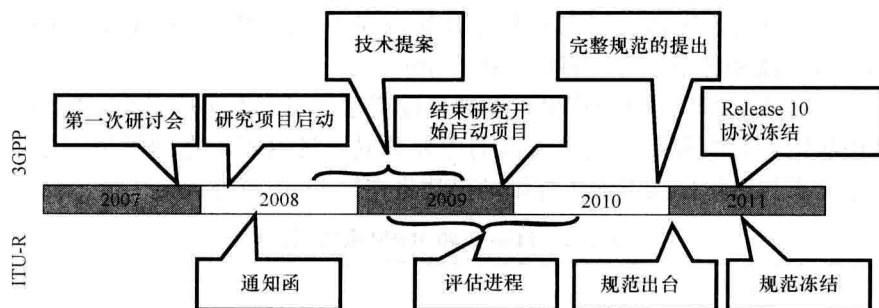 技术提案
完整规范的提出
第一次研讨会
研究项目启动
结束研究开
始启动项目
Release 10
协议冻结
3GPP
2007
2008
2009
2010
2011
ITU-R
通知函
评估进程
规范出台
规范冻结